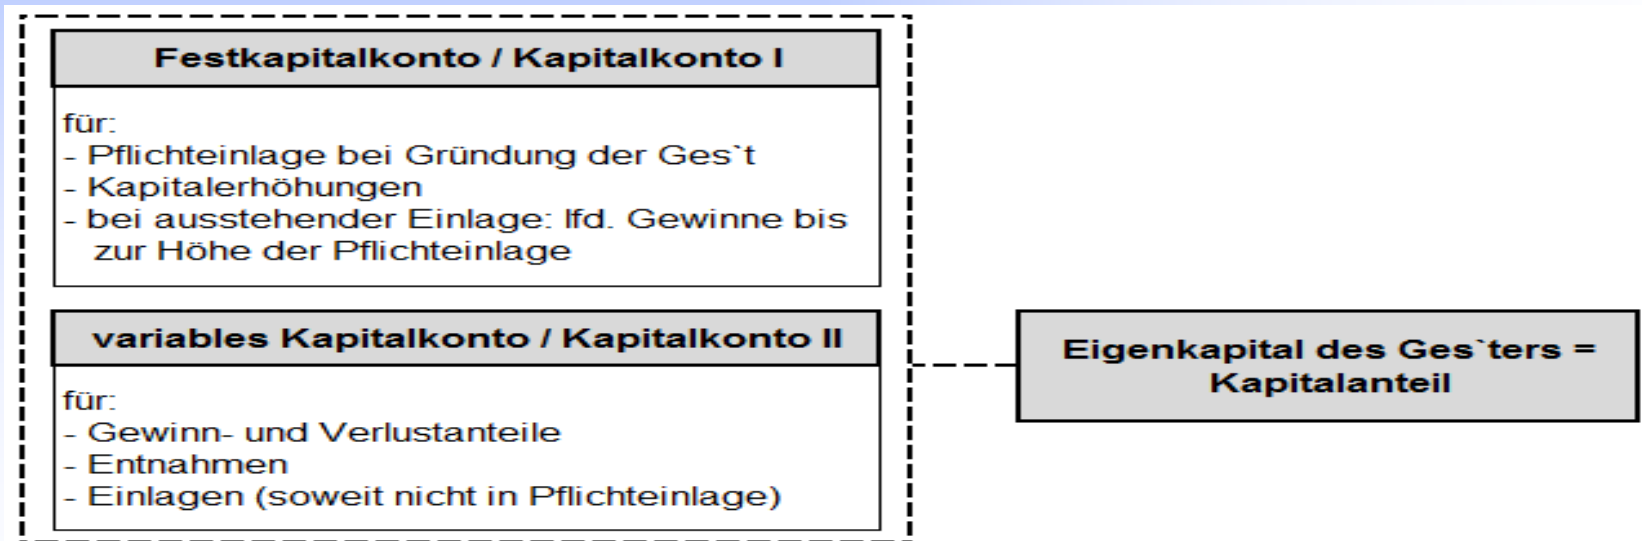 Festkapitalkonto / Kapitalkonto I
für:
- Pflichteinlage bei Gründung der Ges`t
- Kapitalerhöhungen
- bei ausstehender Einlage: lfd. Gewinne bis
zur Höhe der Pflichteinlage
variables Kapitalkonto / Kapitalkonto II
für:
- Gewinn- und Verlustanteile
- Entnahmen
- Einlagen (soweit nicht in Pflichteinlage)
Eigenkapital des Ges`ters =
Kapitalanteil